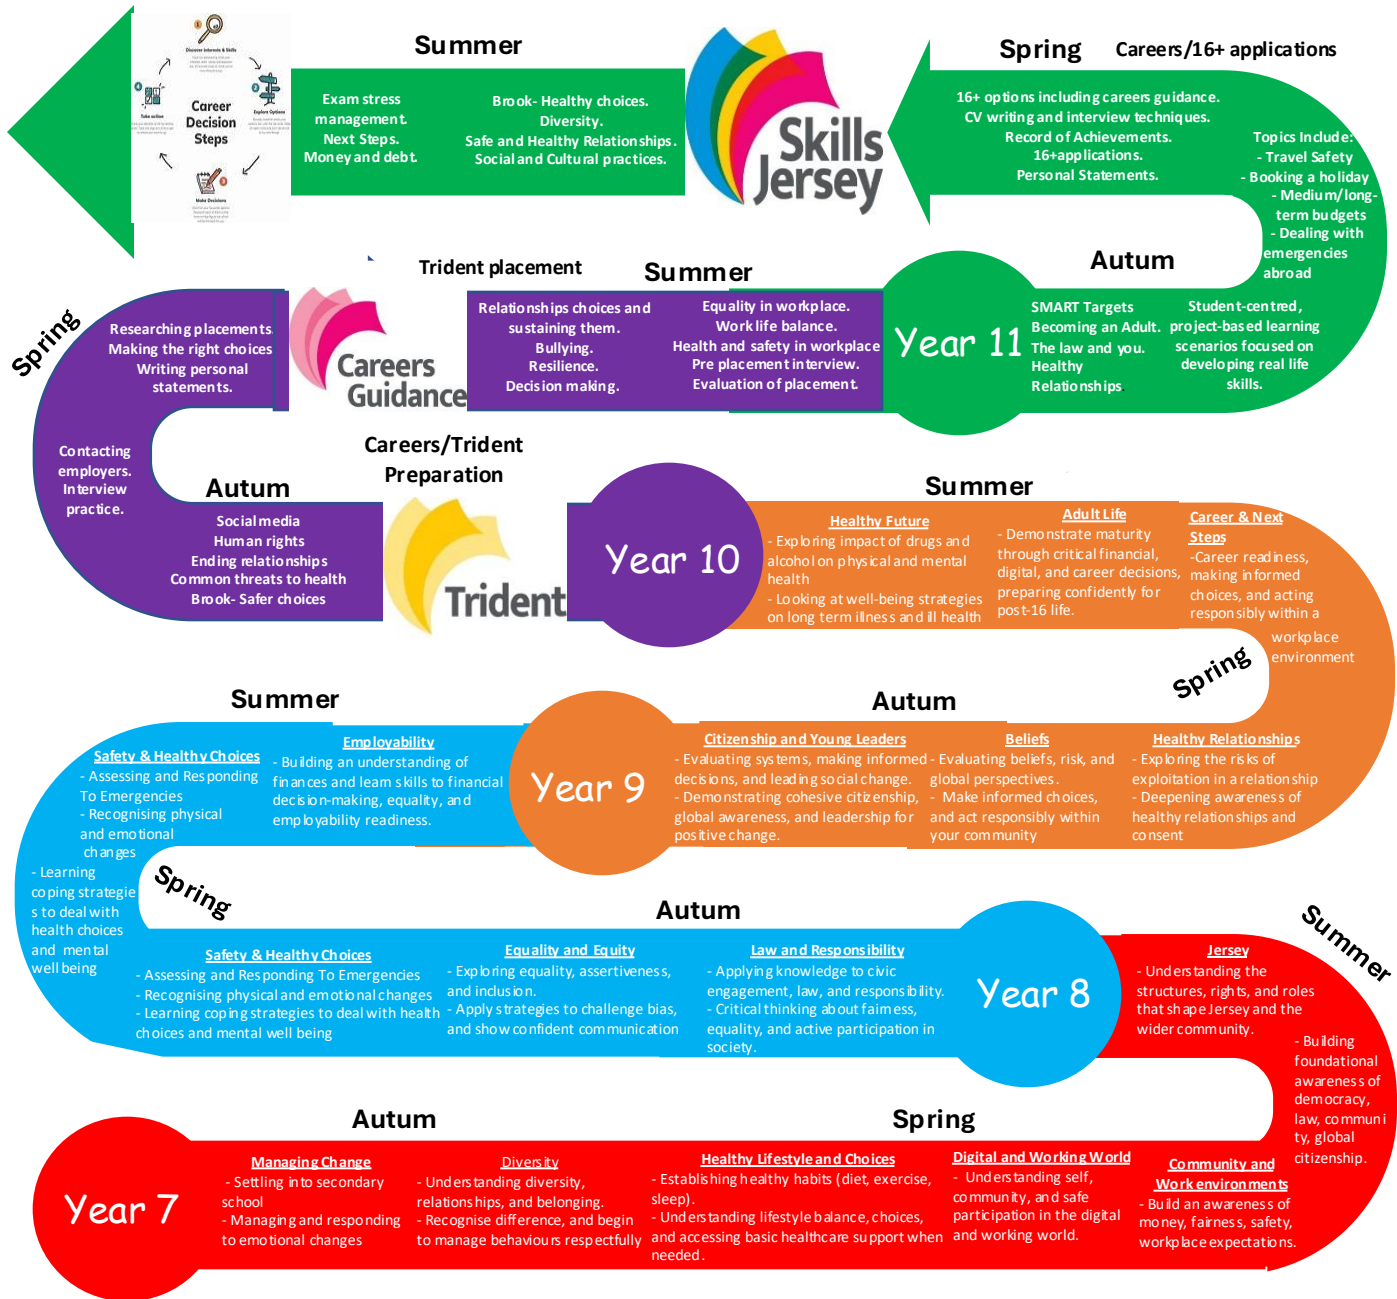 Summer
Spring
Careers/16+ applications
Discover Interests & Skills
Explore Options
Make Decisions
Take action
Career
Decision
Steps
1
2
3
4
Exam stress
management.
Next Steps.
Money and debt.
Brook- Healthy choices.
Diversity.
Safe and Healthy Relationships.
Social and Cultural practices.
Skills
Jersey
16+ options including careers guidance.
CV writing and interview techniques.
Record of Achievements.
16+applications.
Personal Statements.
Topics Include:
- Travel Safety
- Booking a holiday
- Medium/long-
term budgets
- Dealing with
emergencies
abroad
Autum
Student-centred,
project-based learning
scenarios focused on
developing real life
skills.
SMART Targets
Becoming an Adult.
The law and you.
Healthy
Relationships.
Year 11
Summer
Trident placement
Equality in workplace.
Work life balance.
Health and safety in workplace
Pre placement interview.
Evaluation of placement.
Relationships choices and
sustaining them.
Bullying.
Resilience.
Decision making.
Careers
Guidance
Spring
Researching placements.
Making the right choices
Writing personal
statements.
Contacting
employers.
Interview
practice.
Autum
Careers/Trident
Preparation
Social media
Human rights
Ending relationships
Common threats to health
Brook- Safer choices
Trident
Year 10
Summer
Healthy Future
- Exploring impact of drugs and
alcohol on physical and mental
health
- Looking at well-being strategies
on long term illness and ill health
Adult Life
- Demonstrate maturity
through critical financial,
digital, and career decisions,
preparing confidently for
post-16 life.
Career & Next
Steps
-Career readiness,
making informed
choices, and acting
responsibly within a
workplace
environment
Spring
Autum
Healthy Relationships
- Exploring the risks of
exploitation in a relationship
- Deepening awareness of
healthy relationships and
consent
Beliefs
- Evaluating beliefs, risk, and
global perspectives.
- Make informed choices,
and act responsibly within
your community
Citizenship and Young Leaders
- Evaluating systems, making informed
decisions, and leading social change.
- Demonstrating cohesive citizenship,
global awareness, and leadership for
positive change.
Year 9
Summer
Employability
- Building an understanding of
finances and learn skills to financial
decision-making, equality, and
employability readiness.
Safety & Healthy Choices
- Assessing and Responding
To Emergencies
- Recognising physical
and emotional
changes
- Learning
coping strategie
s to deal with
health choices
and mental
well being
Spring
Autum
Safety & Healthy Choices
- Assessing and Responding To Emergencies
- Recognising physical and emotional changes
- Learning coping strategies to deal with health
choices and mental well being
Equality and Equity
- Exploring equality, assertiveness,
and inclusion.
- Apply strategies to challenge bias,
and show confident communication
Law and Responsibility
- Applying knowledge to civic
engagement, law, and responsibility.
- Critical thinking about fairness,
equality, and active participation in
society.
Year 8
Summer
Jersey
- Understanding the
structures, rights, and roles
that shape Jersey and the
wider community.
- Building
foundational
awareness of
democracy,
law, communi
ty, global
citizenship.
Autum
Spring
Year 7
Managing Change
- Settling into secondary
school
- Managing and responding
to emotional changes
Diversity
- Understanding diversity,
relationships, and belonging.
- Recognise difference, and begin
to manage behaviours respectfully
Healthy Lifestyle and Choices
- Establishing healthy habits (diet, exercise,
sleep).
- Understanding lifestyle balance, choices,
and accessing basic healthcare support when
needed.
Digital and Working World
- Understanding self,
community, and safe
participation in the digital
and working world.
Community and
Work environments
- Build an awareness of
money, fairness, safety,
workplace expectations.